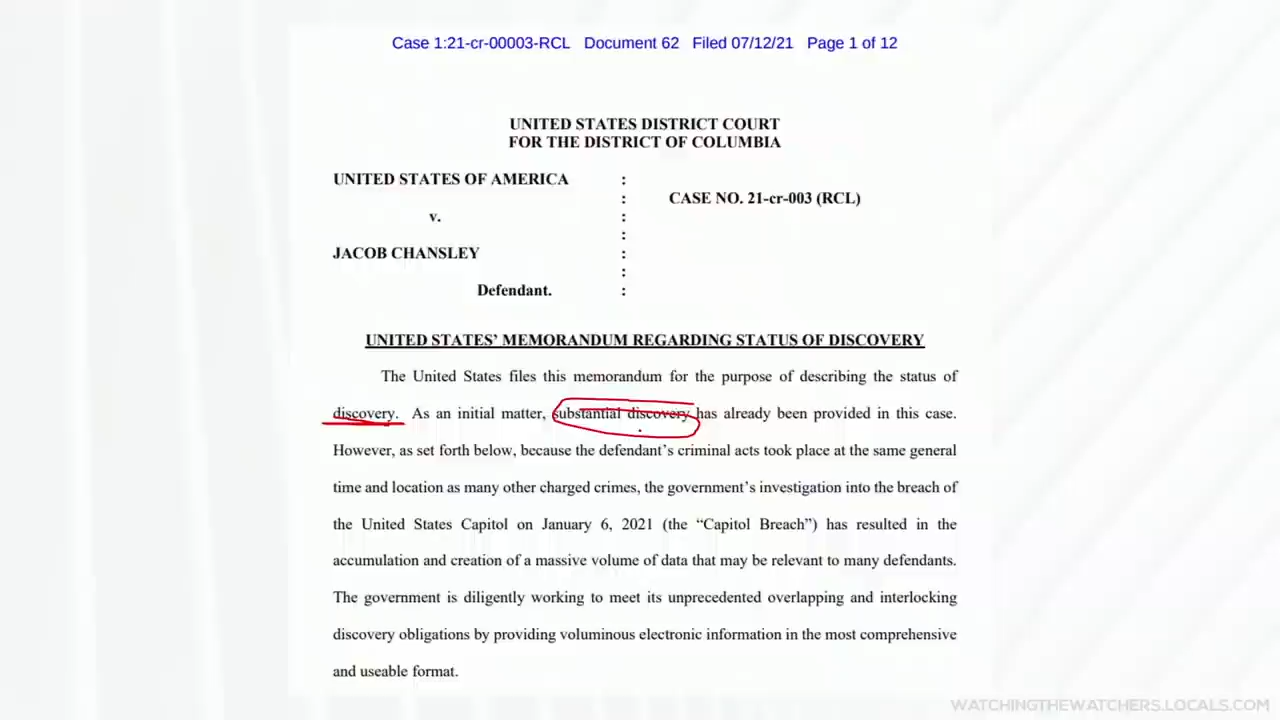 Case 1:21-cr-00003-RCL Document 62 Filed 07/12/21 Page 1 of 12
UNITED STATES DISTRICT COURT
FOR THE DISTRICT OF COLUMBIA
UNITED STATES OF AMERICA :
: CASE NO. 21-cr-003 (RCL)
v. :
:
JACOB CHANSLEY :
:
Defendant. :
UNITED STATES’ MEMORANDUM REGARDING STATUS OF DISCOVERY
The United States files this memorandum for the purpose of describing the status of
discovery. As an initial matter, substantial discovery has already been provided in this case.
However, as set forth below, because the defendant’s criminal acts took place at the same general
time and location as many other charged crimes, the government’s investigation into the breach of
the United States Capitol on January 6, 2021 (the “Capitol Breach”) has resulted in the
accumulation and creation of a massive volume of data that may be relevant to many defendants.
The government is diligently working to meet its unprecedented overlapping and interlocking
discovery obligations by providing voluminous electronic information in the most comprehensive
and useable format.
WATCHINGTHEWATCHERS.LOCALS.COM